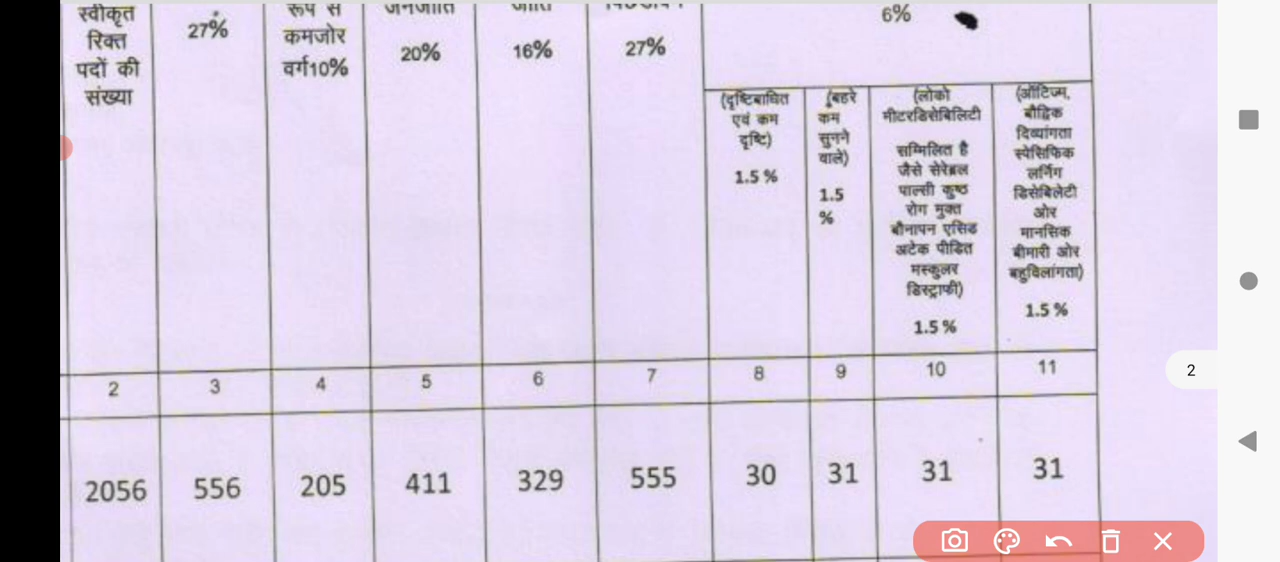 स्वीकृत
रिक्त
पदों की
संख्या
27%
रूप से
कमजोर
वर्ग10%
जनजाति
20%
जाति
16%
27%
6%
(दृष्टिबाधित
एवं कम
दृष्टि)
1.5 %
(बहरे
कम
सुनने
वाले)
1.5
%
(लोको
मीटरडिसेबिलिटी
सम्मिलित है
जैसे सेरेब्रल
पाल्सी कुष्ठ
रोग मुक्त
बौनापन एसिड
अटेक पीडित
मस्कुलर
डिस्ट्राफी)
1.5 %
(ऑटिज्म,
बौद्विक
दिव्यांगता
स्पेसिफिक
लर्निग
डिसेबिलेटी
ओर
मानसिक
बीमारी ओर
बहुविलांगता)
1.5 %
2 3 4 5 6 7 8 9 10 11
2056 556 205 411 329 555 30 31 31 31
2